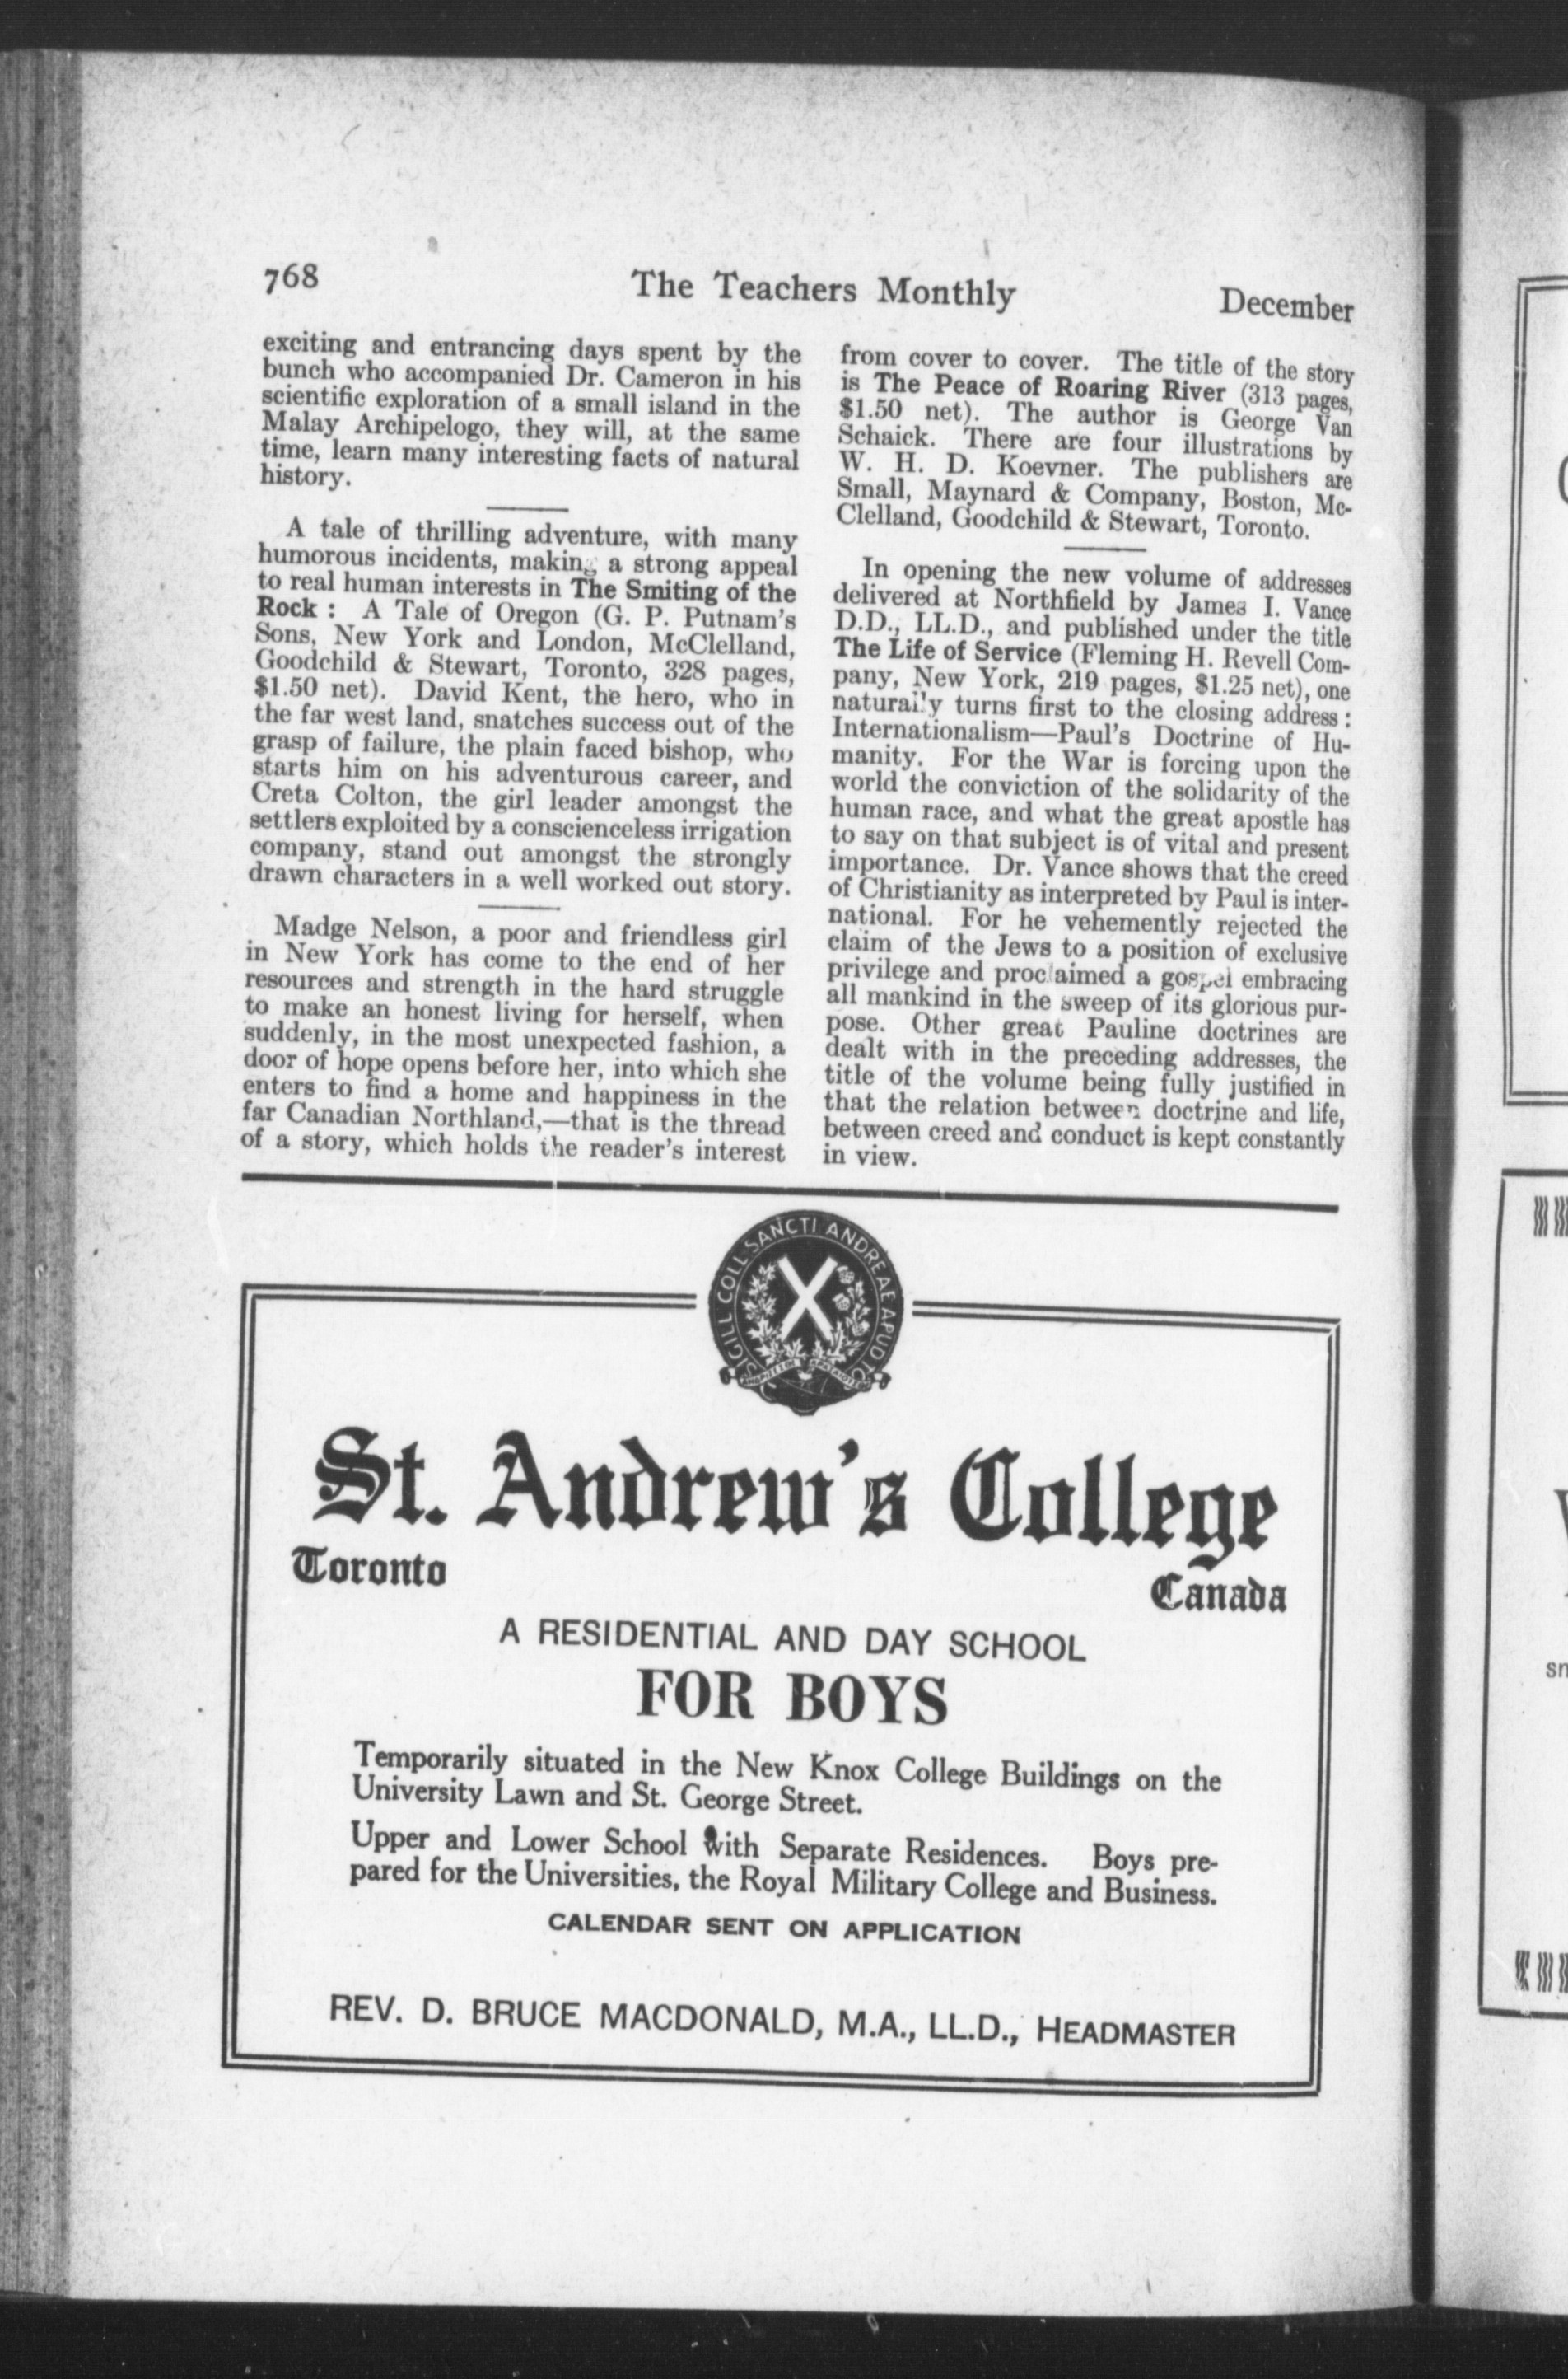 768
The Teachers Monthly
December
exciting and entrancing days spent by the
bunch who accompanied Dr. Cameron in his
scientific exploration of a small island in the
Malay Archipelogo, they will, at the same
time, learn many interesting facts of natural
history.
A tale of thrilling adventure, with many
humorous incidents, making a strong appeal
to real human interests in The Smiting of the
Rock : A Tale of Oregon (G. P. Putnam's
Sons, New York and London, McClelland,
Goodchild & Stewart, Toronto, 328 pages,
$1.50 net). David Kent, the hero, who in
the far west land, snatches success out of the
grasp of failure, the plain faced bishop, who
starts him on his adventurous career, and
Creta Colton, the girl leader amongst the
settlers exploited by a conscienceless irrigation
company, stand out amongst the strongly
drawn characters in a well worked out story.
Madge Nelson, a poor and friendless girl
in New York has come to the end of her
resources and strength in the hard struggle
to make an honest living for herself, when
suddenly, in the most unexpected fashion, a
door of hope opens before her, into which she
enters to find a home and happiness in the
far Canadian Northland,—that is the thread
of a story, which holds the reader's interest
from cover to cover. The title of the story
is The Peace of Roaring River (313 pages,
$1.50 net). The author is George Van
Schaick. There are four illustrations by
W. H. D. Koevner. The publishers are
Small, Maynard & Company, Boston, Mc-
Clelland, Goodchild & Stewart, Toronto.
In opening the new volume of addresses
delivered at Northfield by James I. Vance
D.D., LL.D., and published under the title
The Life of Service (Fleming H. Revell Com-
pany, New York, 219 pages, $1.25 net), one
naturally turns first to the closing address :
Internationalism—Paul's Doctrine of Hu-
manity. For the War is forcing upon the
world the conviction of the solidarity of the
human race, and what the great apostle has
to say on that subject is of vital and present
importance. Dr. Vance shows that the creed
of Christianity as interpreted by Paul is inter-
national. For he vehemently rejected the
claim of the Jews to a position of exclusive
privilege and proclaimed a gospel embracing
all mankind in the sweep of its glorious pur-
pose. Other great Pauline doctrines are
dealt with in the preceding addresses, the
title of the volume being fully justified in
that the relation between doctrine and life,
between creed and conduct is kept constantly
in view.
SIGILL COLL SANCTI ANDREAE APUD TO
St. Andrew's College
Toronto
Canada
A RESIDENTIAL AND DAY SCHOOL
FOR BOYS
Temporarily situated in the New Knox College Buildings on the
University Lawn and St. George Street.
Upper and Lower School with Separate Residences. Boys pre-
pared for the Universities, the Royal Military College and Business.
CALENDAR SENT ON APPLICATION
REV. D. BRUCE MACDONALD, M.A., LL.D., HEADMASTER